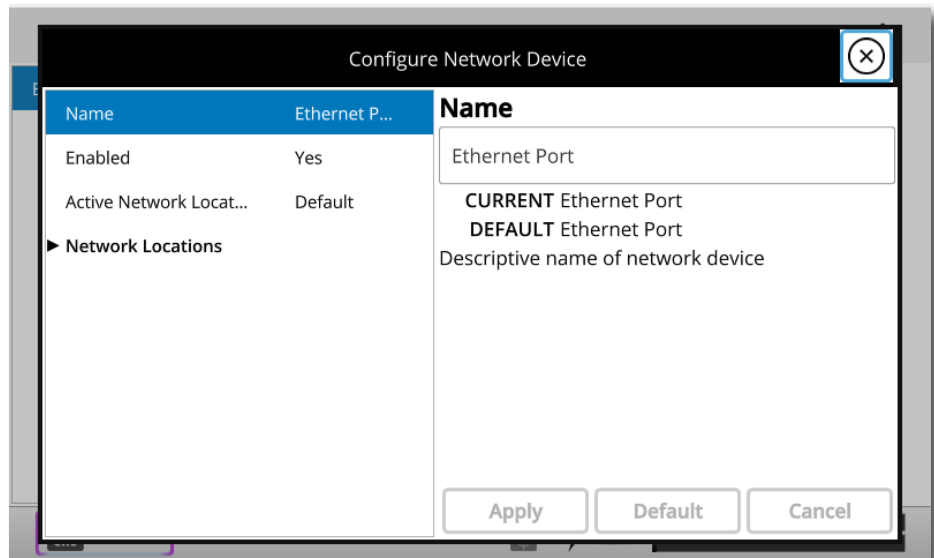 Configure Network Device
Name Ethernet P...
Enabled Yes
Active Network Locat... Default
Network Locations
Name
Ethernet Port
CURRENT Ethernet Port
DEFAULT Ethernet Port
Descriptive name of network device
Apply Default Cancel